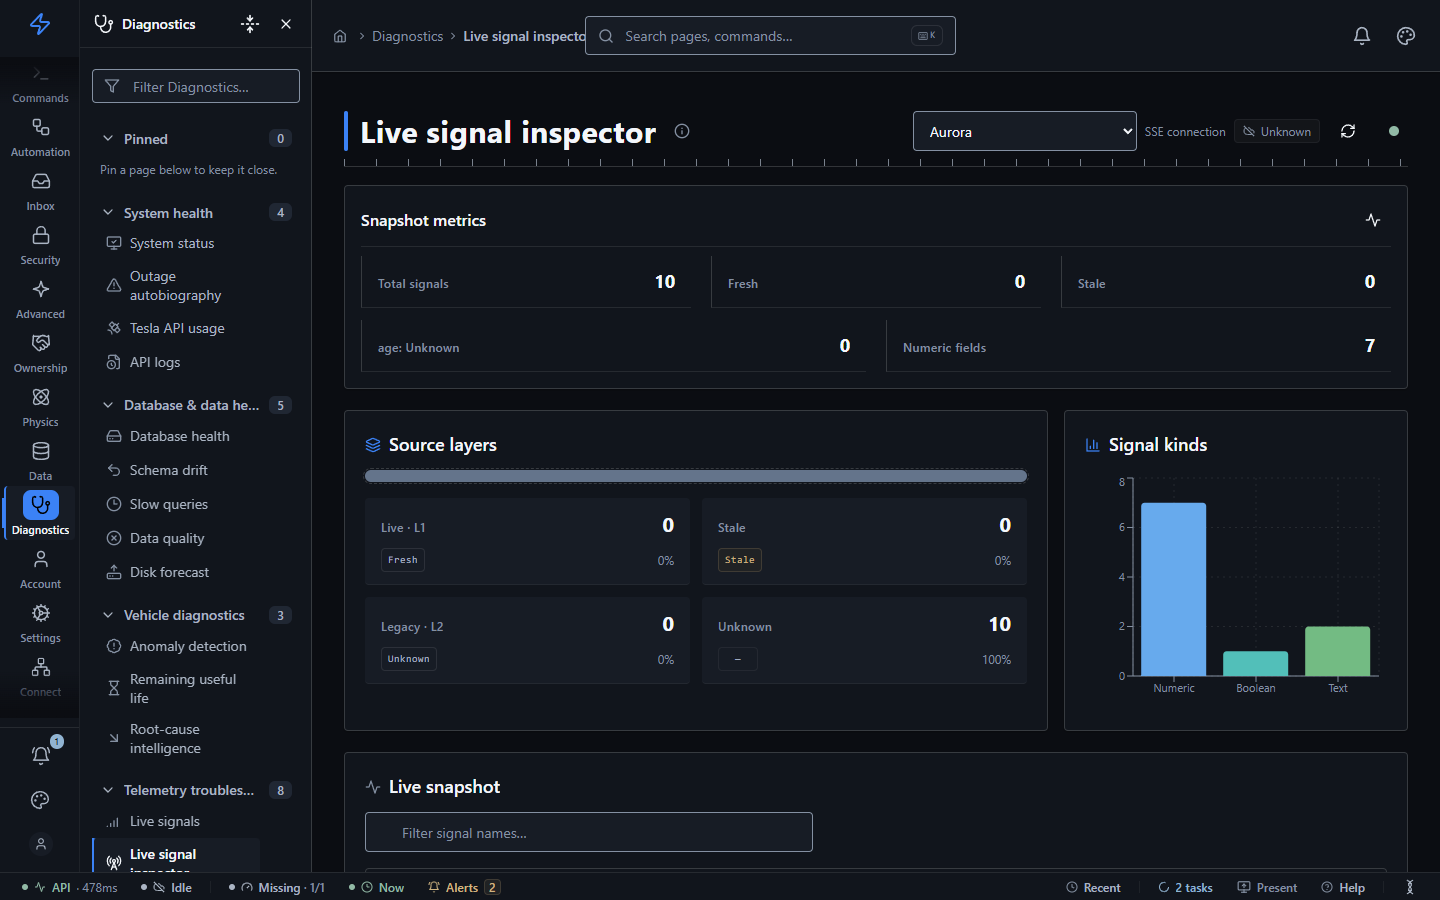 Commands
Automation
Inbox
Security
Advanced
Ownership
Physics
Data
Diagnostics
Account
Settings
Connect
1
Diagnostics
Filter Diagnostics...
Pinned 0
Pin a page below to keep it close.
System health 4
System status
Outage
autobiography
Tesla API usage
API logs
Database & data he... 5
Database health
Schema drift
Slow queries
Data quality
Disk forecast
Vehicle diagnostics 3
Anomaly detection
Remaining useful
life
Root-cause
intelligence
Telemetry troubles... 8
Live signals
Live signal
inspector
Diagnostics
Live signal inspecto
Search pages, commands...
K
Live signal inspector
Aurora
SSE connection
Unknown
Snapshot metrics
Total signals 10
Fresh 0
Stale 0
age: Unknown 0
Numeric fields 7
Source layers
Live · L1 0
Fresh 0%
Stale 0
Stale 0%
Legacy · L2 0
Unknown 0%
Unknown 10
– 100%
Signal kinds
8
6
4
2
0
Numeric Boolean Text
Live snapshot
Filter signal names...
API · 478ms
Idle
Missing · 1/1
Now
Alerts 2
Recent
2 tasks
Present
Help